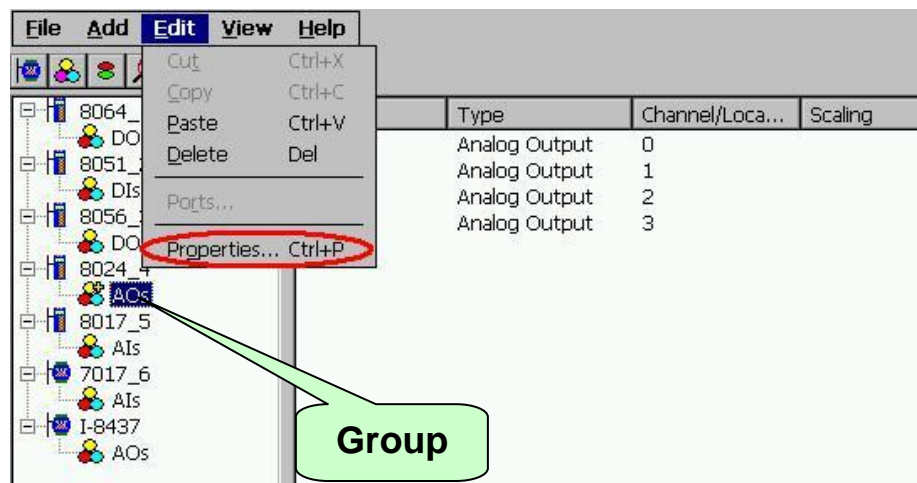 File Add Edit View Help
Cut Ctrl+X
Copy Ctrl+C
Paste Ctrl+V
Delete Del
Ports...
Properties... Ctrl+P
Type Channel/Loca... Scaling
Analog Output 0
Analog Output 1
Analog Output 2
Analog Output 3
8064_
DO
8051_
DIs
8056_
DO
8024_4
AOs
8017_5
AIs
7017_6
AIs
I-8437
AOs
Group